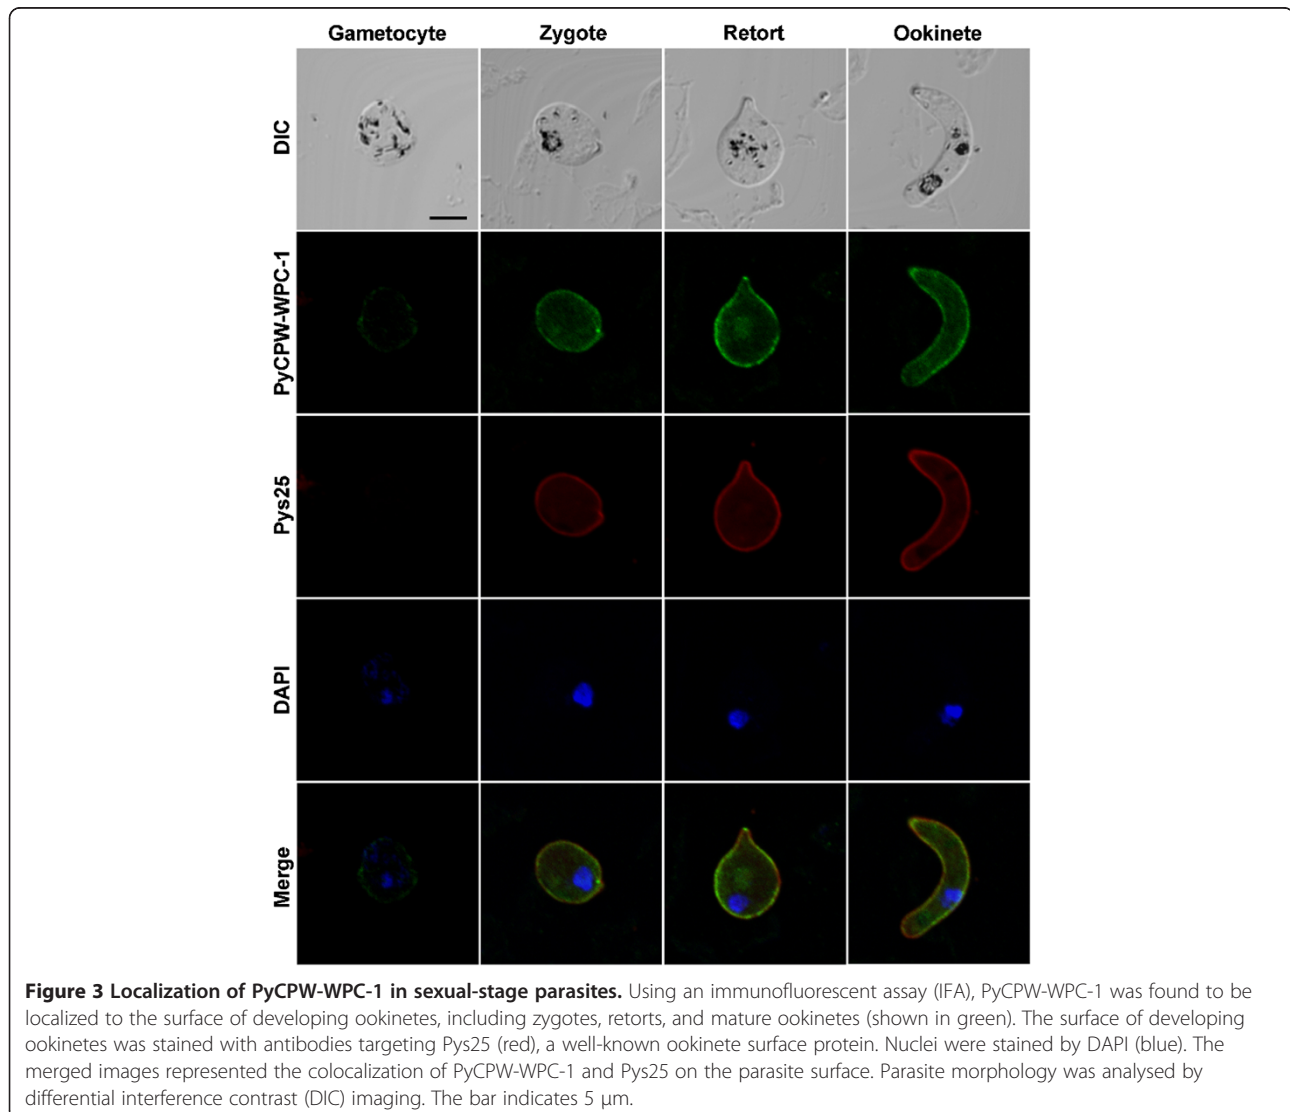 Gametocyte Zygote Retort Ookinete
DIC
PyCPW-WPC-1
Pys25
DAPI
Merge
Figure 3 Localization of PyCPW-WPC-1 in sexual-stage parasites. Using an immunofluorescent assay (IFA), PyCPW-WPC-1 was found to be
localized to the surface of developing ookinetes, including zygotes, retorts, and mature ookinetes (shown in green). The surface of developing
ookinetes was stained with antibodies targeting Pys25 (red), a well-known ookinete surface protein. Nuclei were stained by DAPI (blue). The
merged images represented the colocalization of PyCPW-WPC-1 and Pys25 on the parasite surface. Parasite morphology was analysed by
differential interference contrast (DIC) imaging. The bar indicates 5 μm.